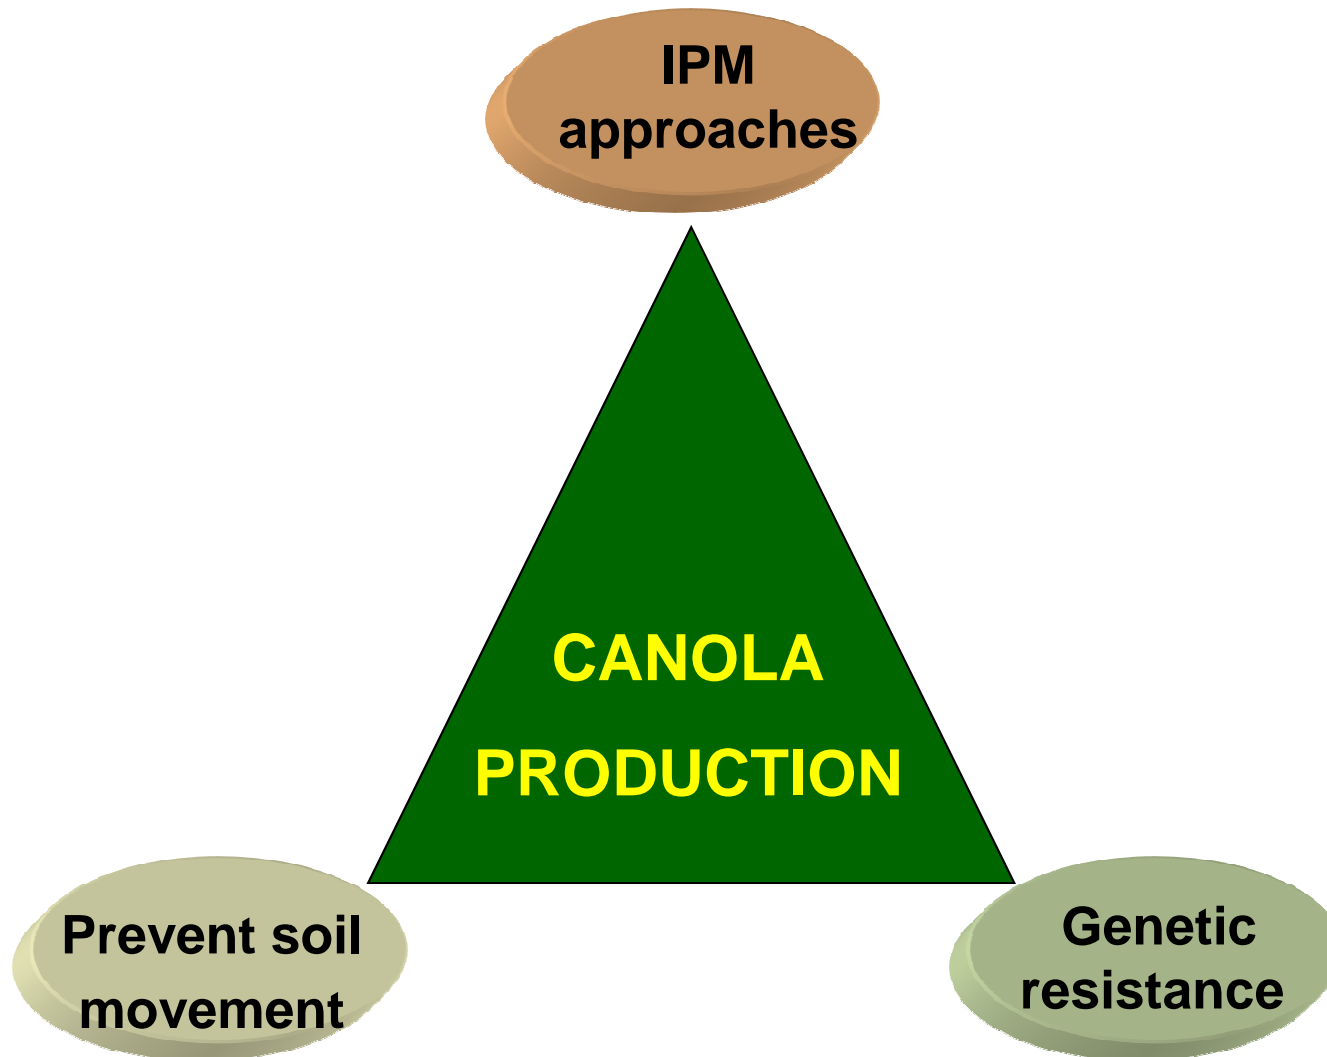 IPM
approaches
CANOLA
PRODUCTION
Prevent soil
movement
Genetic
resistance